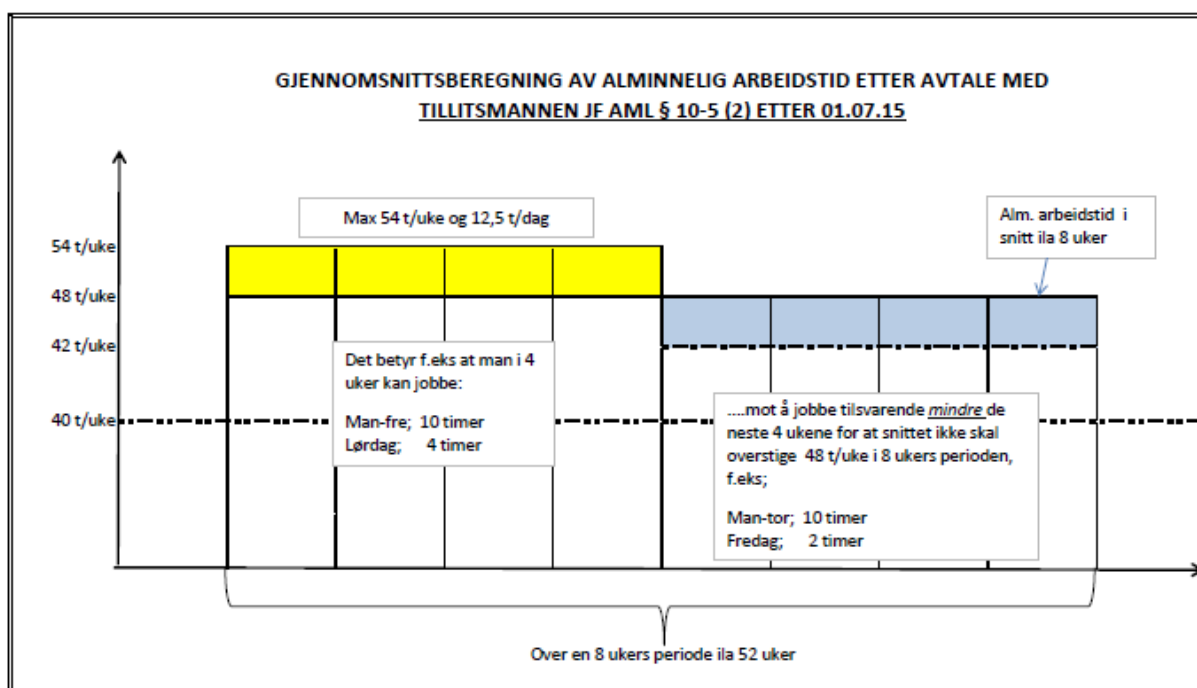 GJENNOMSNITTSBEREGNING AV ALMINNELIG ARBEIDSTID ETTER AVTALE MED
TILLITSMANNEN JF AML § 10-5 (2) ETTER 01.07.15
Max 54 t/uke og 12,5 t/dag
Alm. arbeidstid i
snitt ila 8 uker
54 t/uke
48 t/uke
42 t/uke
40 t/uke
Det betyr f.eks at man i 4
uker kan jobbe:
Man-fre; 10 timer
Lørdag; 4 timer
....mot å jobbe tilsvarende mindre de
neste 4 ukene for at snittet ikke skal
overstige 48 t/uke i 8 ukers perioden,
f.eks;
Man-tor; 10 timer
Fredag; 2 timer
Over en 8 ukers periode ila 52 uker